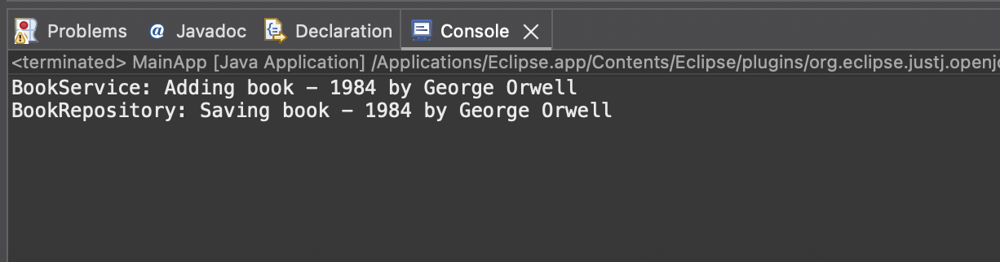 Problems @ Javadoc Declaration Console
<terminated> MainApp [Java Application] /Applications/Eclipse.app/Contents/Eclipse/plugins/org.eclipse.justj.openj
BookService: Adding book – 1984 by George Orwell
BookRepository: Saving book – 1984 by George Orwell